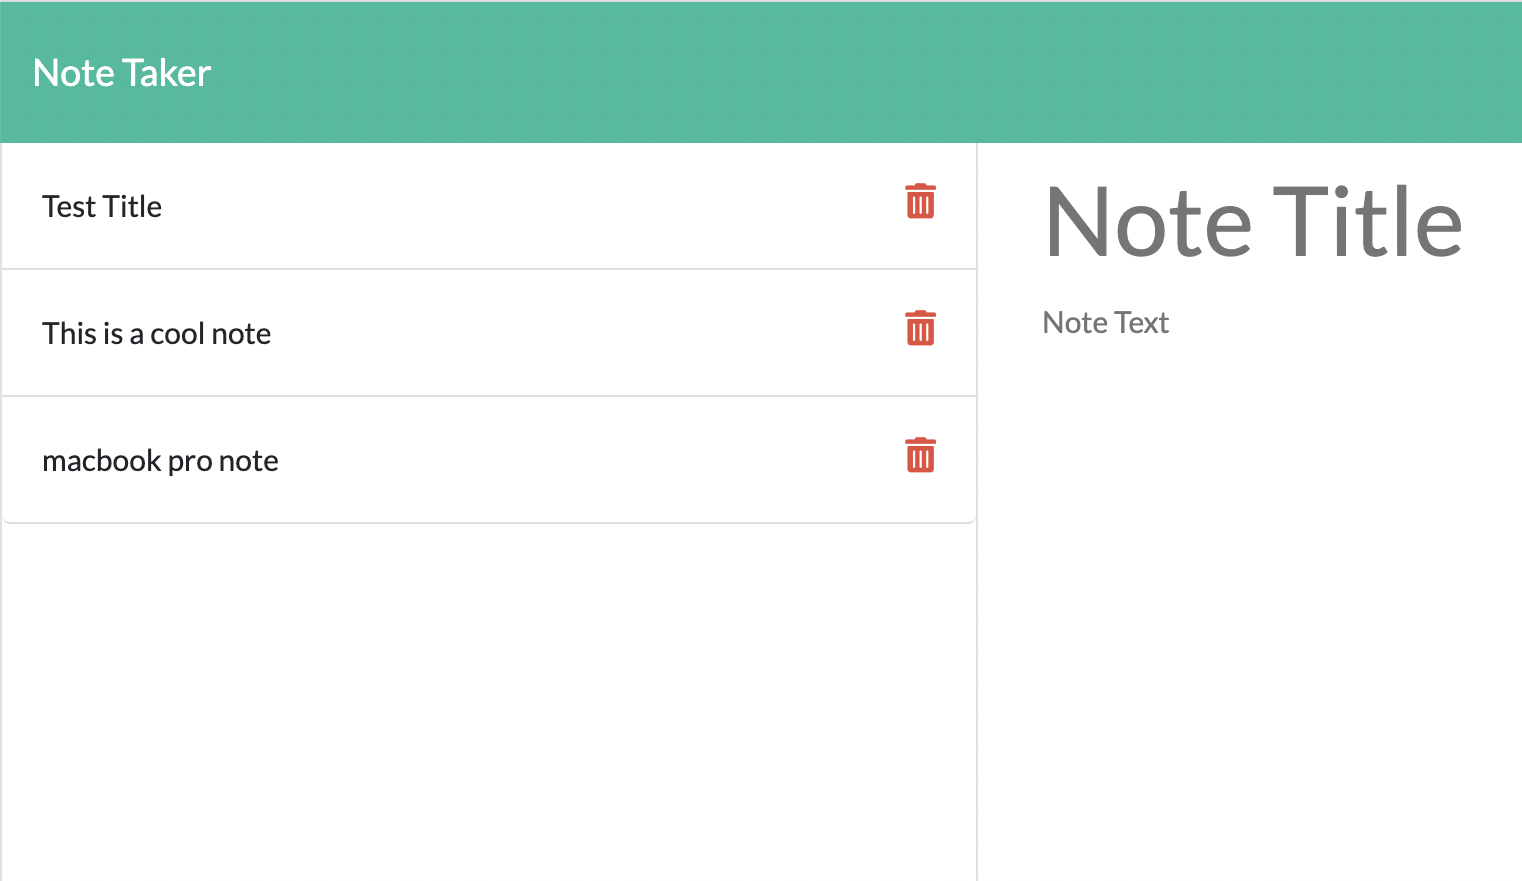 Note Taker
Test Title
This is a cool note
macbook pro note
Note Title
Note Text